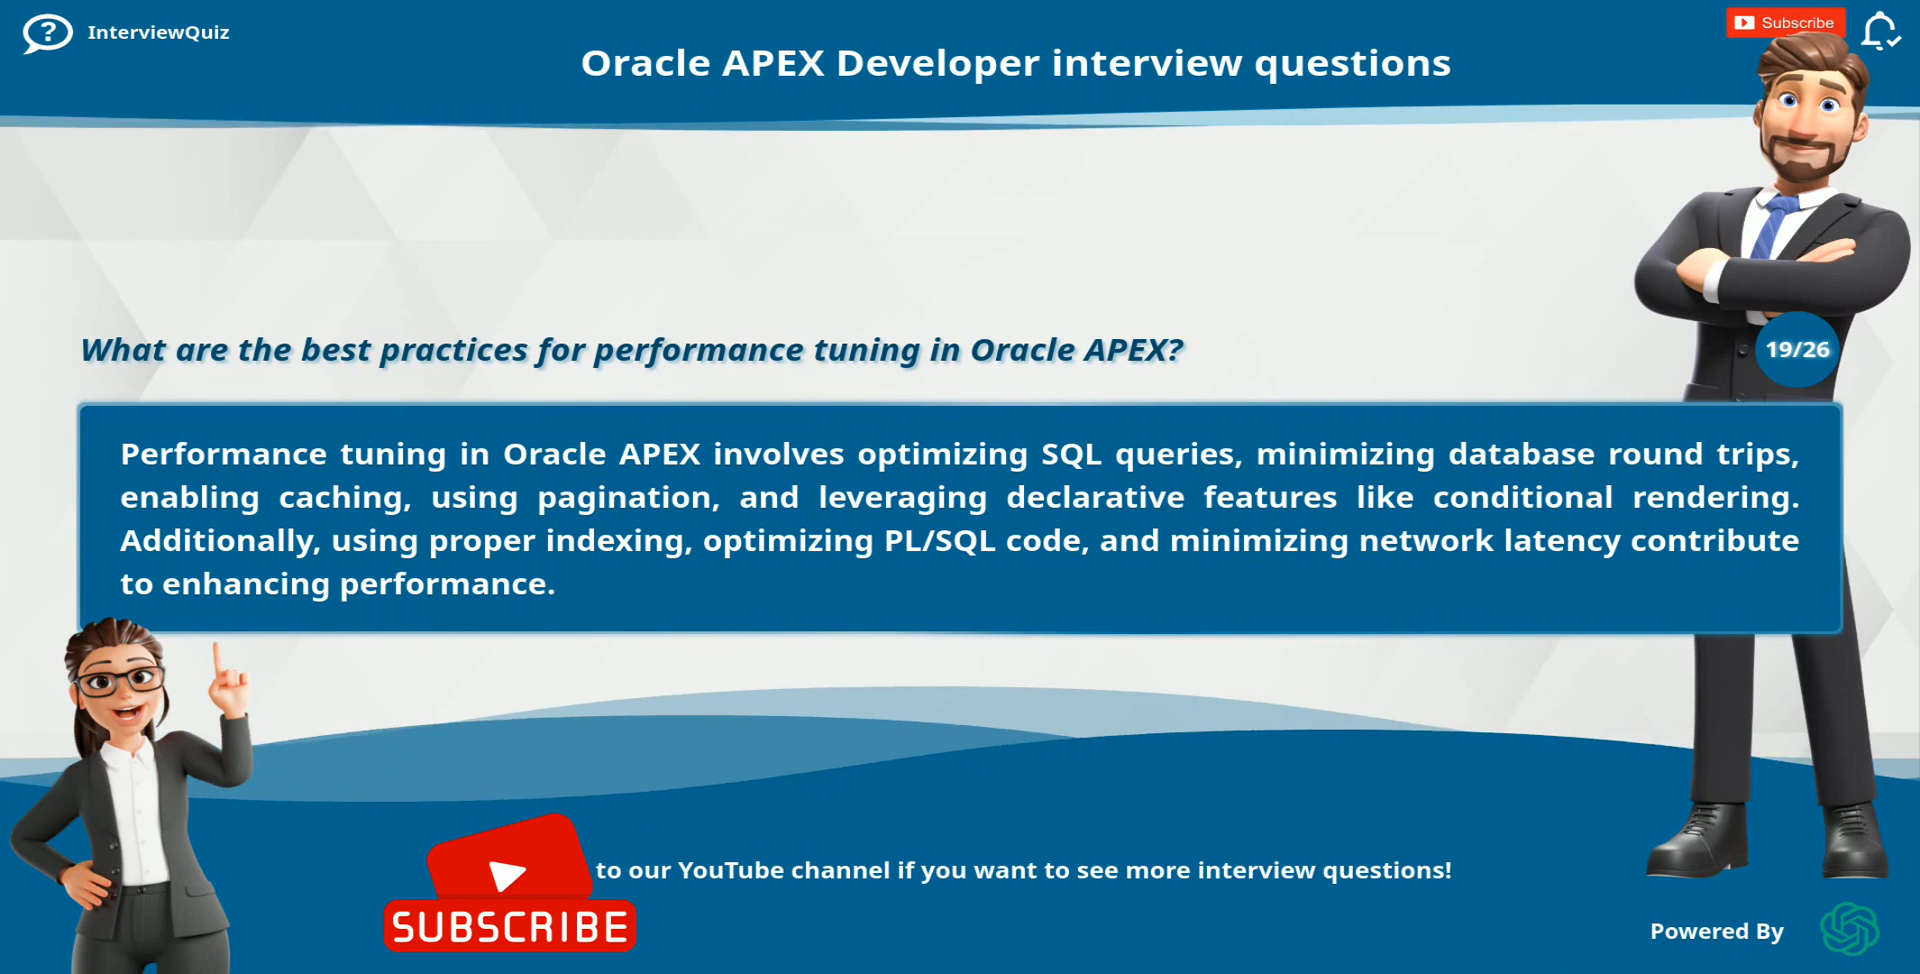 InterviewQuiz
Subscribe
Oracle APEX Developer interview questions
What are the best practices for performance tuning in Oracle APEX?
19/26
Performance tuning in Oracle APEX involves optimizing SQL queries, minimizing database round trips,
enabling caching, using pagination, and leveraging declarative features like conditional rendering.
Additionally, using proper indexing, optimizing PL/SQL code, and minimizing network latency contribute
to enhancing performance.
to our YouTube channel if you want to see more interview questions!
SUBSCRIBE
Powered By